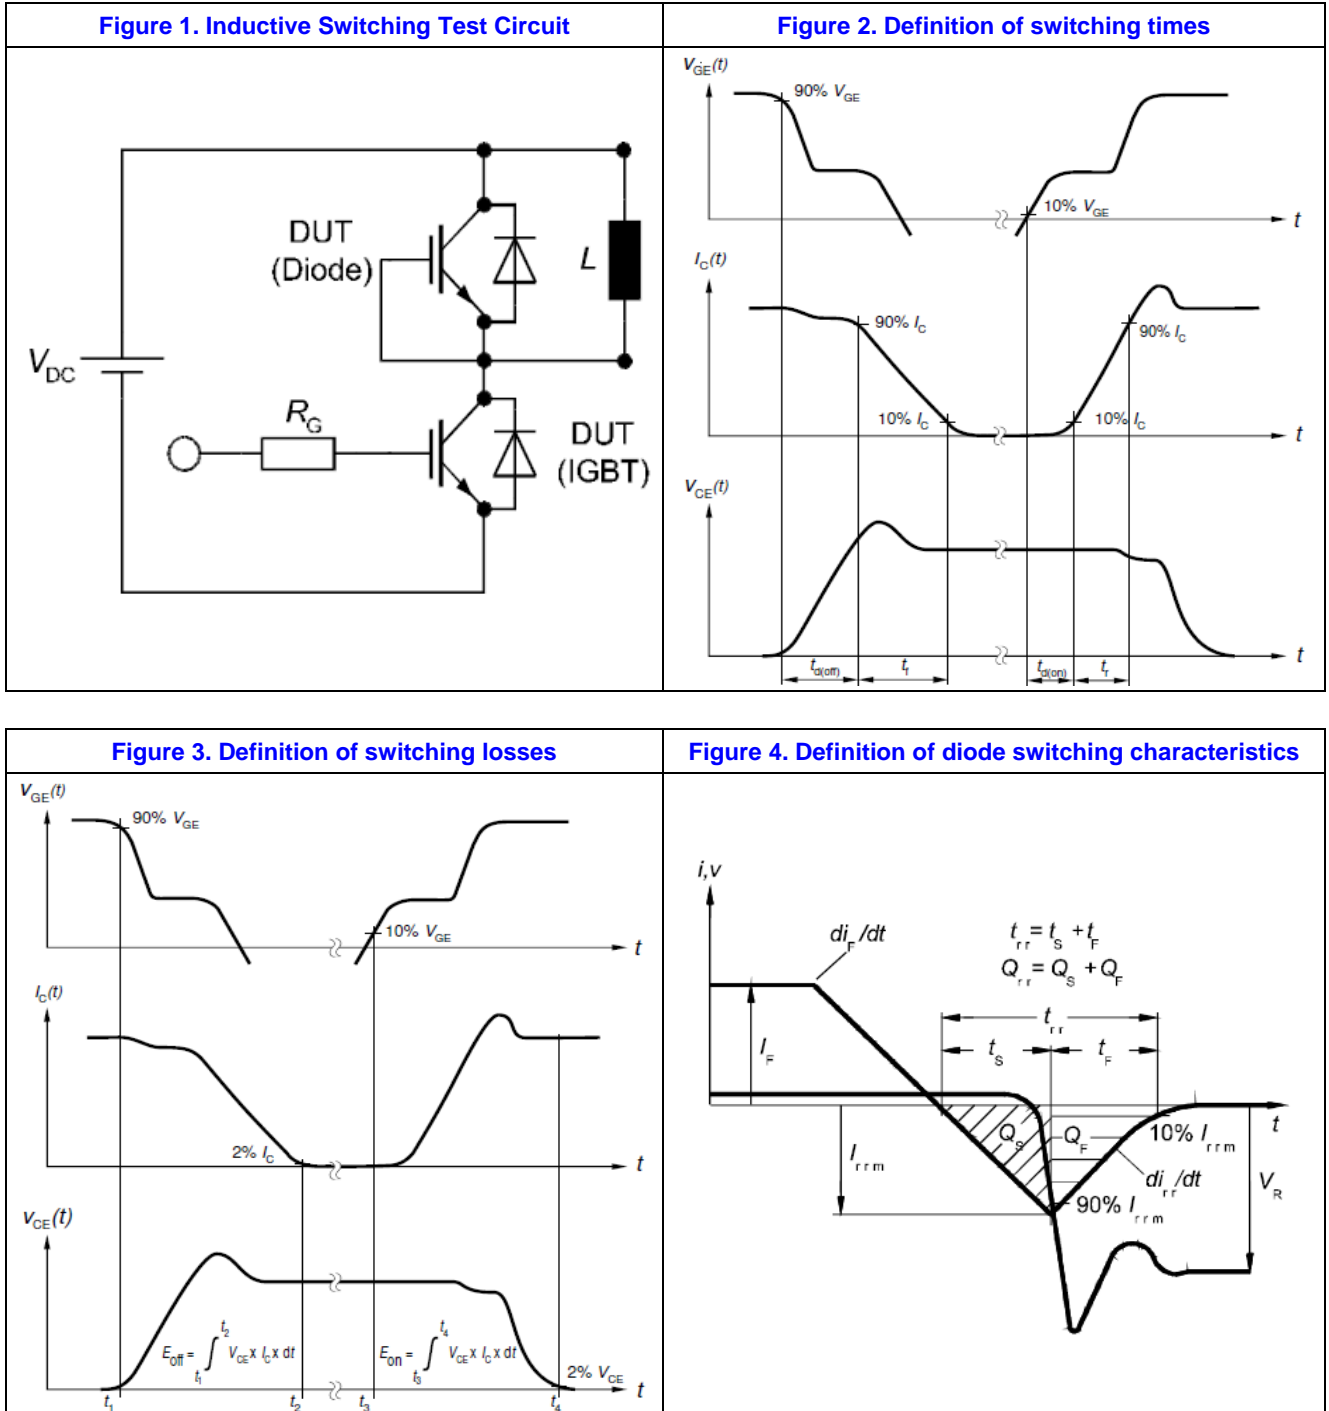 Figure 1. Inductive Switching Test Circuit
Figure 2. Definition of switching times
DUT
(Diode)
L
V_DC
R_G
DUT
(IGBT)
V_GE(t)
90% V_GE
10% V_GE
t
I_C(t)
90% I_C
90% I_C
10% I_C
10% I_C
t
V_CE(t)
t
t_d(off)
t_f
t_d(on)
t_r
Figure 3. Definition of switching losses
Figure 4. Definition of diode switching characteristics
V_GE(t)
90% V_GE
10% V_GE
t
I_C(t)
2% I_C
t
V_CE(t)
E_off = ∫_t1^t2 V_CE x I_C x dt
E_on = ∫_t3^t4 V_CE x I_C x dt
2% V_CE
t
t_1
t_2
t_3
t_4
i,v
di_F/dt
t_rr = t_S + t_F
Q_rr = Q_S + Q_F
t_rr
I_F
t_S
t_F
t
Q_S
Q_F
10% I_rrm
I_rrm
di_rr/dt
V_R
90% I_rrm